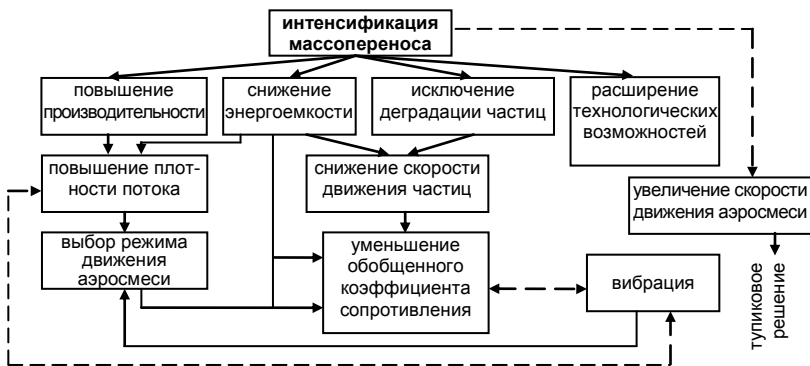 интенсификация
массопереноса
повышение
производительности
снижение
энергоемкости
исключение
деградации частиц
расширение
технологических
возможностей
повышение плот-
ности потока
снижение скорости
движения частиц
увеличение скорости
движения аэросмеси
выбор режима
движения
аэросмеси
уменьшение
обобщенного
коэффициента
сопротивления
вибрация
тупиковое
решение